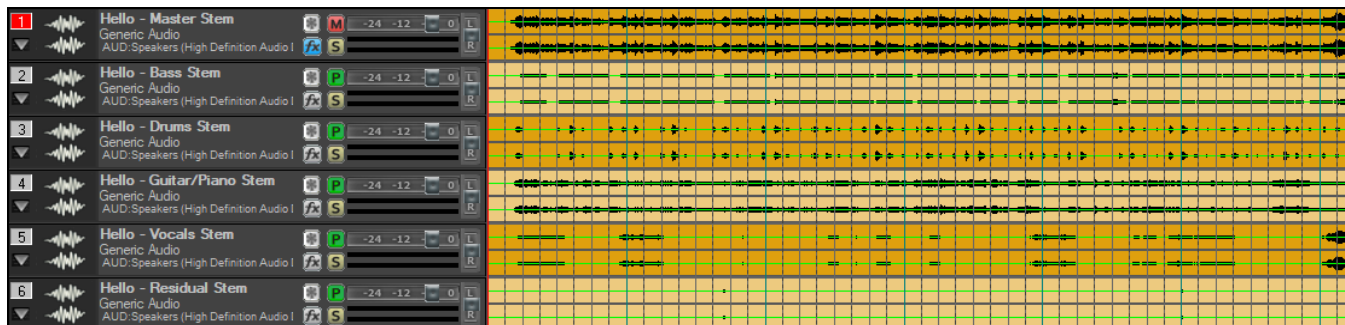 1 Hello - Master Stem M -24 -12 0 L
Generic Audio
AUD:Speakers (High Definition Audio fx S R
2 Hello - Bass Stem P -24 -12 0 L
Generic Audio
AUD:Speakers (High Definition Audio fx S R
3 Hello - Drums Stem P -24 -12 0 L
Generic Audio
AUD:Speakers (High Definition Audio fx S R
4 Hello - Guitar/Piano Stem P -24 -12 0 L
Generic Audio
AUD:Speakers (High Definition Audio fx S R
5 Hello - Vocals Stem P -24 -12 0 L
Generic Audio
AUD:Speakers (High Definition Audio fx S R
6 Hello - Residual Stem P -24 -12 0 L
Generic Audio
AUD:Speakers (High Definition Audio fx S R